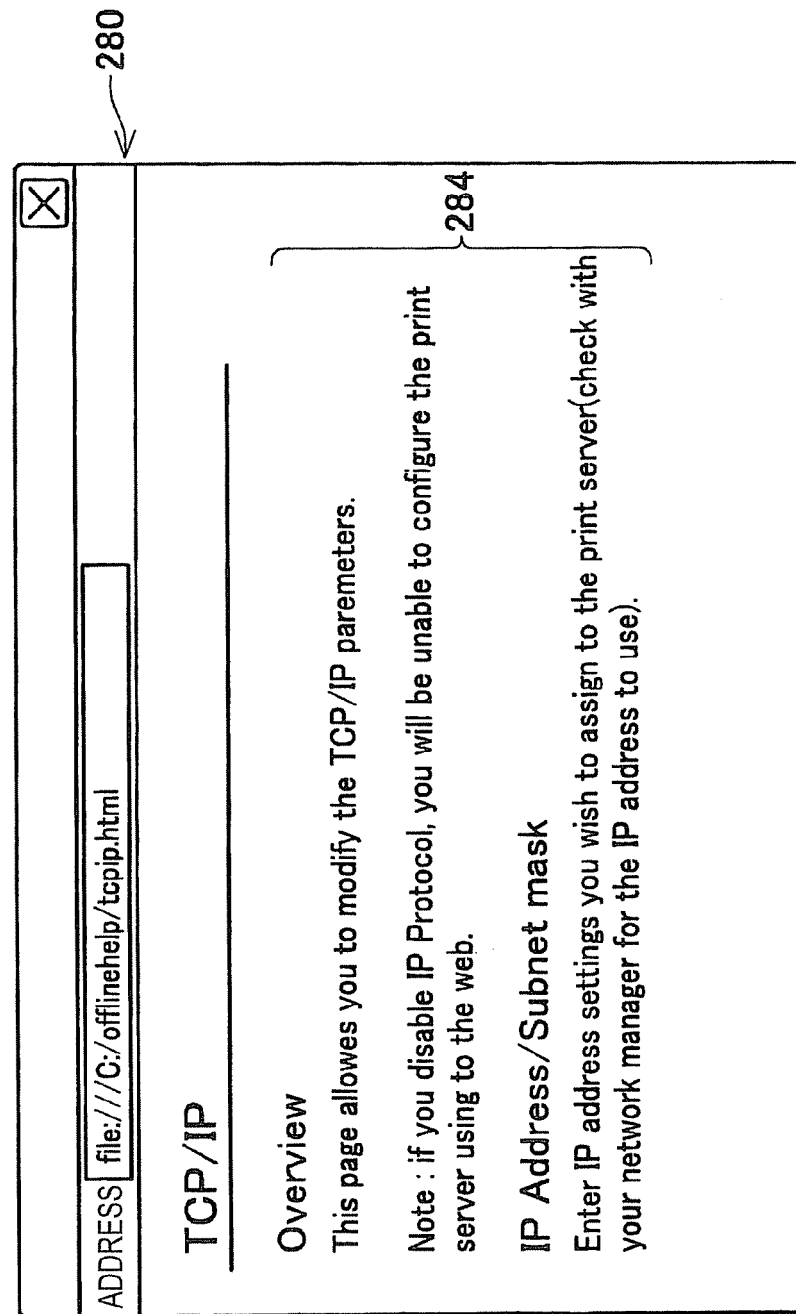 280
ADDRESS file:///C:/offlinehelp/tcpip.html
TCP/IP
Overview
This page allowes you to modify the TCP/IP paremeters.
Note : if you disable IP Protocol, you will be unable to configure the print
server using to the web.
284
IP Address/Subnet mask
Enter IP address settings you wish to assign to the print server(check with
your network manager for the IP address to use).